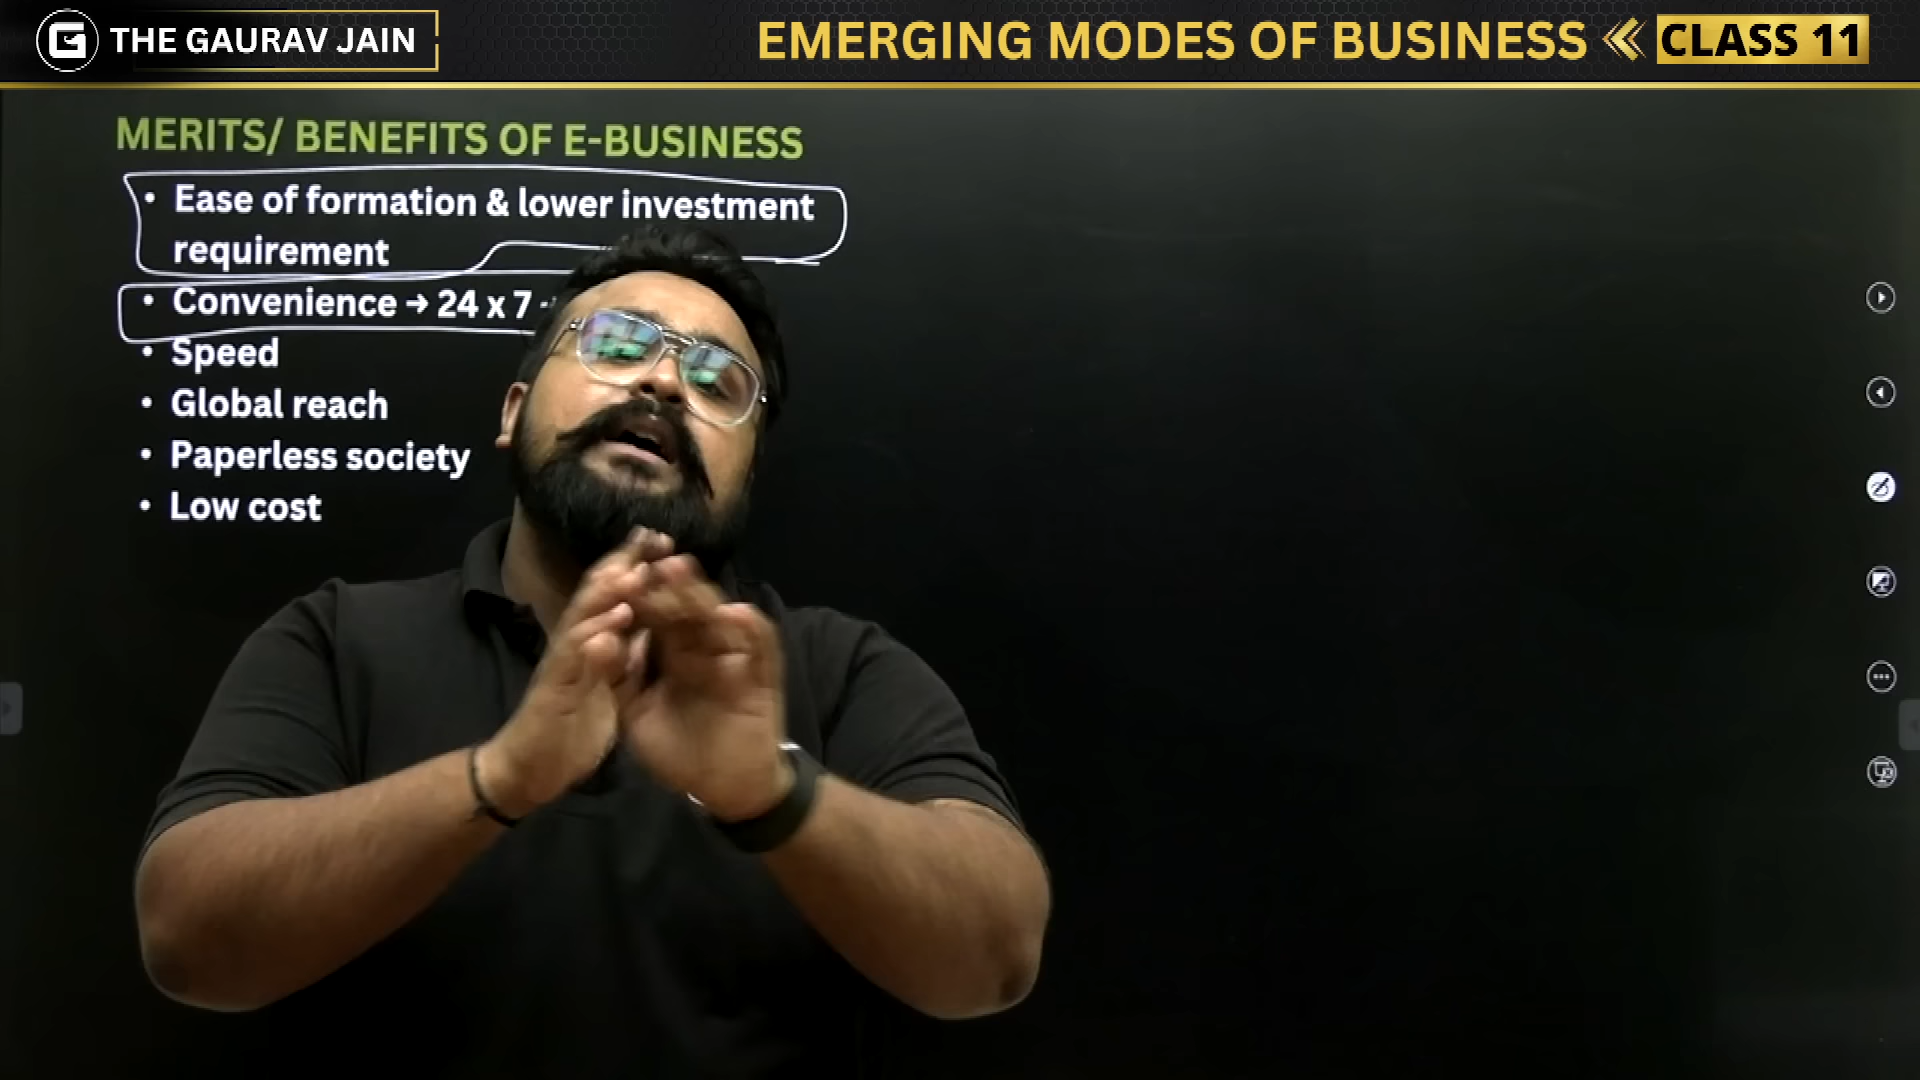 G THE GAURAV JAIN
EMERGING MODES OF BUSINESS
CLASS 11
MERITS/ BENEFITS OF E-BUSINESS
• Ease of formation & lower investment
requirement
• Convenience → 24 x 7
• Speed
• Global reach
• Paperless society
• Low cost